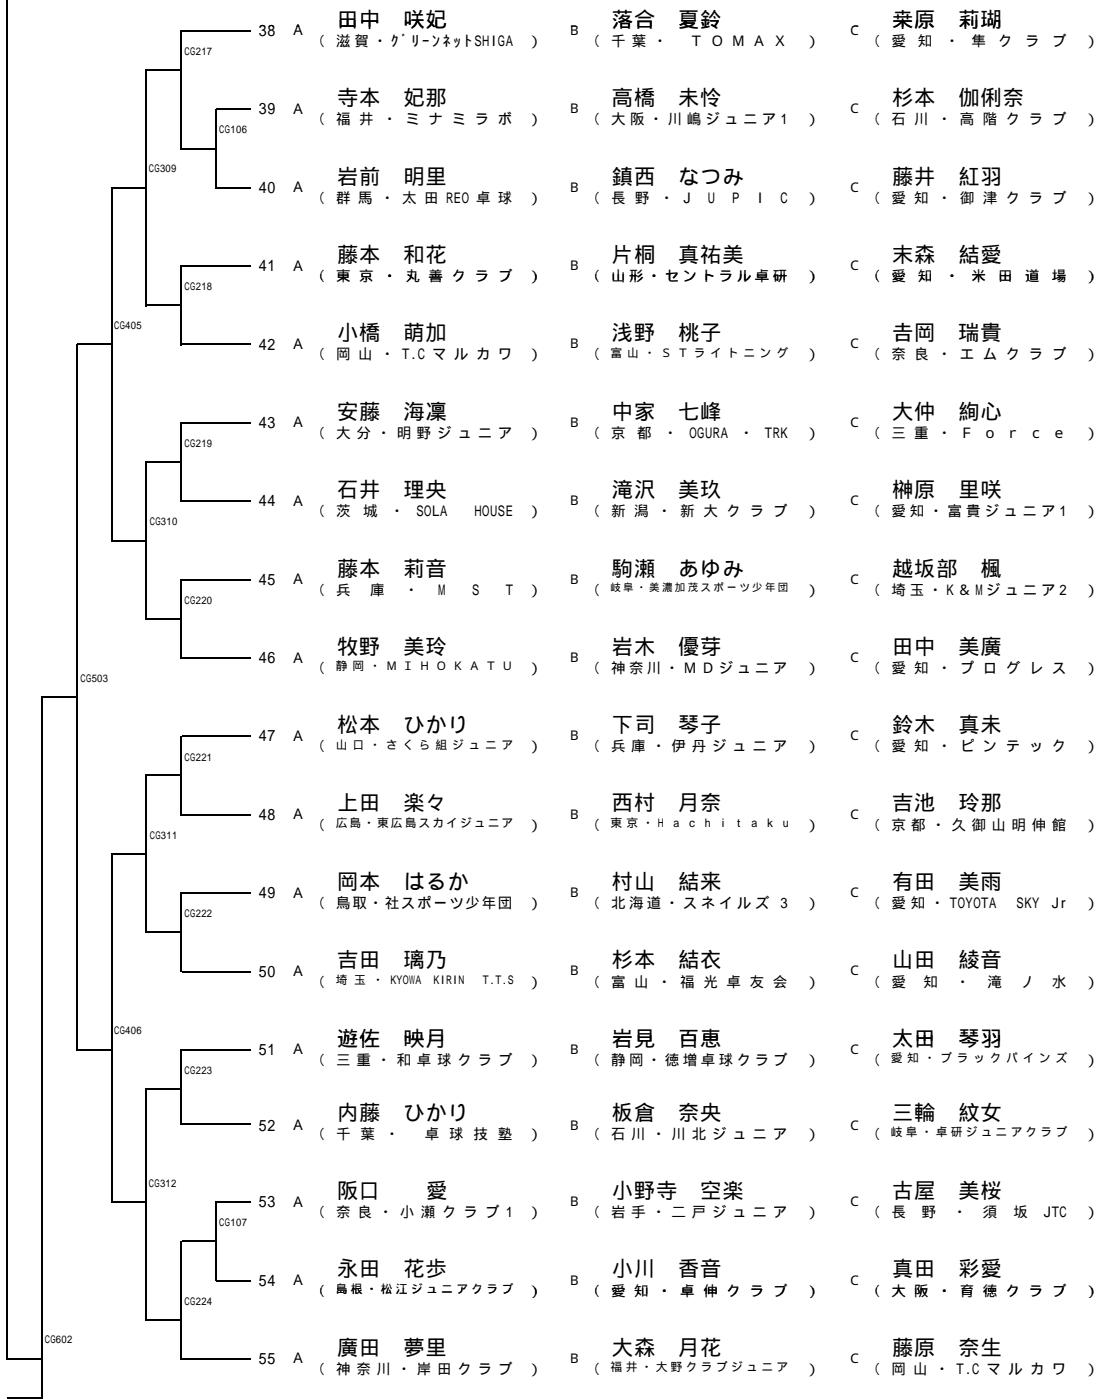 38 A 田中 咲妃 B 落合 夏鈴 C 桒原 莉瑚
( 滋賀・グリーンネットSHIGA ) ( 千葉・ TOMAX ) ( 愛知・隼クラブ )
CG217
39 A 寺本 妃那 B 高橋 未怜 C 杉本 伽俐奈
( 福井・ミナミラボ ) ( 大阪・川嶋ジュニア1 ) ( 石川・高階クラブ )
CG106
CG309
40 A 岩前 明里 B 鎮西 なつみ C 藤井 紅羽
( 群馬・太田REO卓球 ) ( 長野・JUPIC ) ( 愛知・御津クラブ )
41 A 藤本 和花 B 片桐 真祐美 C 末森 結愛
( 東京・丸善クラブ ) ( 山形・セントラル卓研 ) ( 愛知・米田道場 )
CG218
CG405
42 A 小橋 萌加 B 浅野 桃子 C 𠮷岡 瑞貴
( 岡山・T.Cマルカワ ) ( 富山・STライトニング ) ( 奈良・エムクラブ )
43 A 安藤 海凜 B 中家 七峰 C 大仲 絢心
( 大分・明野ジュニア ) ( 京都・OGURA・TRK ) ( 三重・Force )
CG219
44 A 石井 理央 B 滝沢 美玖 C 榊原 里咲
( 茨城・SOLA HOUSE ) ( 新潟・新大クラブ ) ( 愛知・富貴ジュニア1 )
CG310
45 A 藤本 莉音 B 駒瀬 あゆみ C 越坂部 楓
( 兵庫・MST ) ( 岐阜・美濃加茂スポーツ少年団 ) ( 埼玉・K&Mジュニア2 )
CG220
46 A 牧野 美玲 B 岩木 優芽 C 田中 美廣
( 静岡・MIHOKATU ) ( 神奈川・MDジュニア ) ( 愛知・プログレス )
CG503
47 A 松本 ひかり B 下司 琴子 C 鈴木 真未
( 山口・さくら組ジュニア ) ( 兵庫・伊丹ジュニア ) ( 愛知・ピンテック )
CG221
48 A 上田 楽々 B 西村 月奈 C 吉池 玲那
( 広島・東広島スカイジュニア ) ( 東京・Hachitaku ) ( 京都・久御山明伸館 )
CG311
49 A 岡本 はるか B 村山 結来 C 有田 美雨
( 鳥取・社スポーツ少年団 ) ( 北海道・スネイルズ3 ) ( 愛知・TOYOTA SKY Jr )
CG222
50 A 吉田 璃乃 B 杉本 結衣 C 山田 綾音
( 埼玉・KYOWA KIRIN T.T.S ) ( 富山・福光卓友会 ) ( 愛知・滝ノ水 )
CG406
51 A 遊佐 映月 B 岩見 百恵 C 太田 琴羽
( 三重・和卓球クラブ ) ( 静岡・徳増卓球クラブ ) ( 愛知・ブラックパインズ )
CG223
52 A 内藤 ひかり B 板倉 奈央 C 三輪 紋女
( 千葉・ 卓球技塾 ) ( 石川・川北ジュニア ) ( 岐阜・卓研ジュニアクラブ )
CG312
53 A 阪口 愛 B 小野寺 空楽 C 古屋 美桜
( 奈良・小瀬クラブ1 ) ( 岩手・二戸ジュニア ) ( 長野・須坂JTC )
CG107
54 A 永田 花歩 B 小川 香音 C 真田 彩愛
( 島根・松江ジュニアクラブ ) ( 愛知・卓伸クラブ ) ( 大阪・育徳クラブ )
CG224
CG602
55 A 廣田 夢里 B 大森 月花 C 藤原 奈生
( 神奈川・岸田クラブ ) ( 福井・大野クラブジュニア ) ( 岡山・T.Cマルカワ )